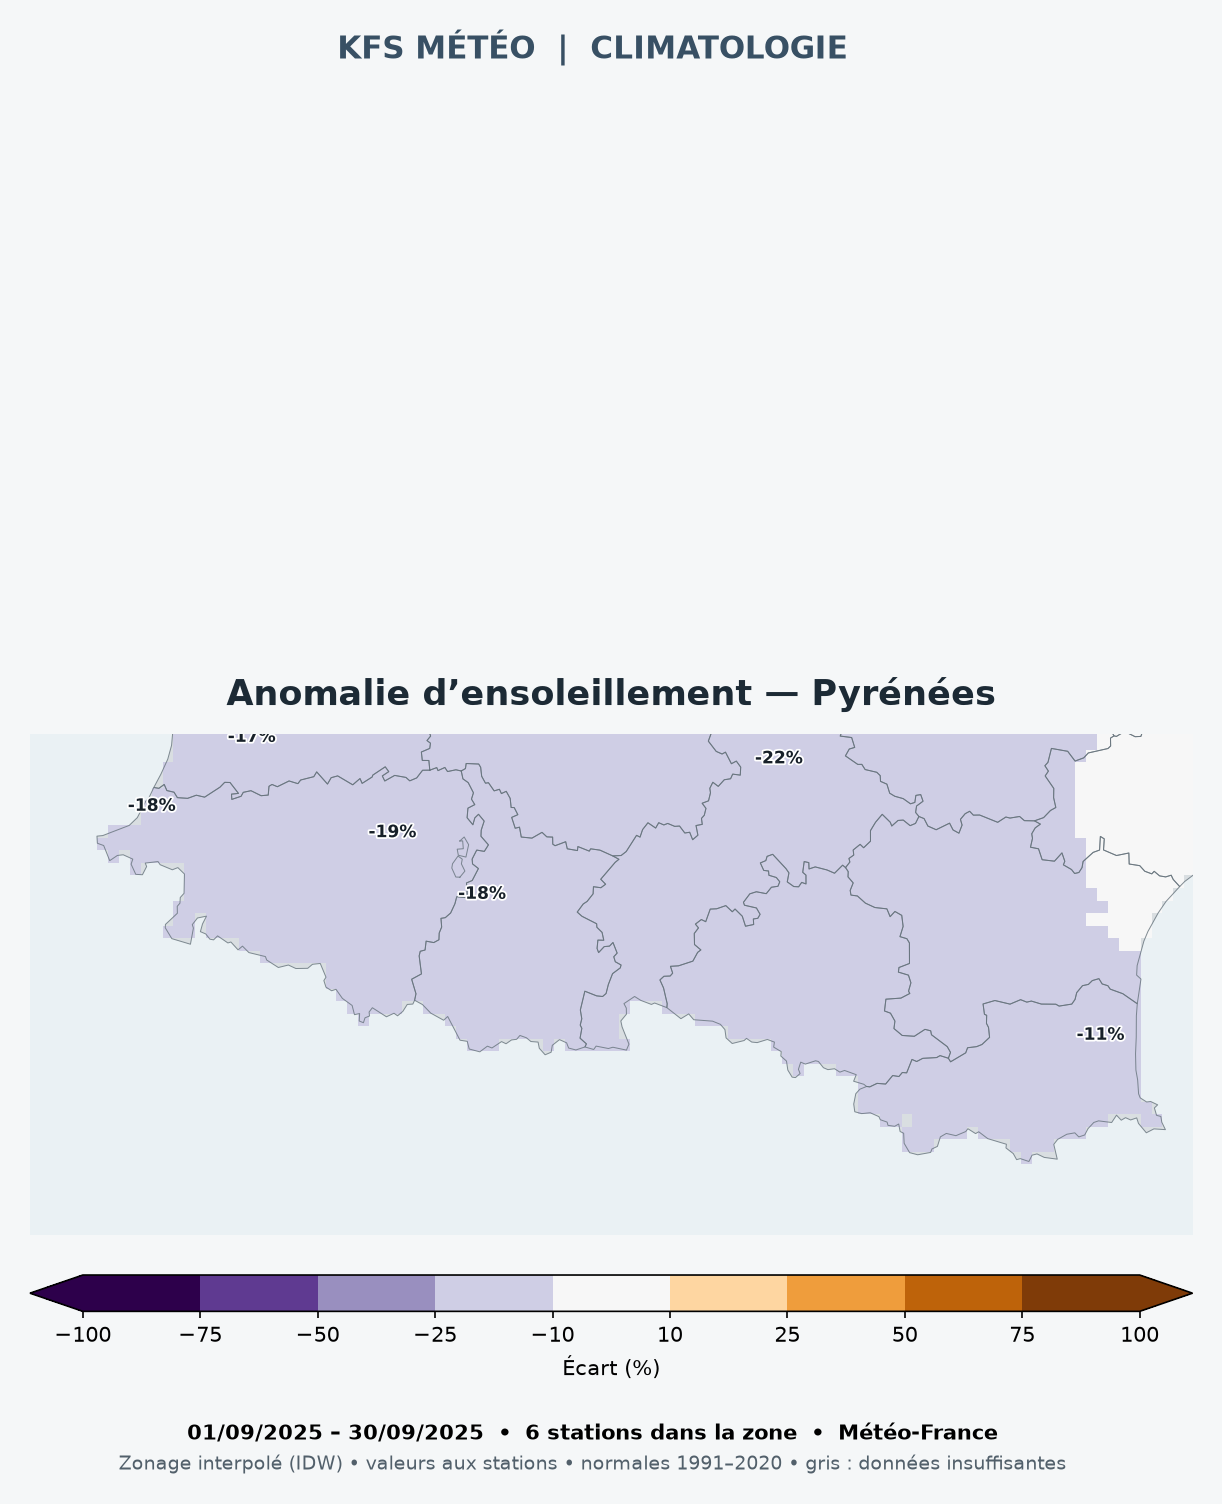 KFS MÉTÉO | CLIMATOLOGIE
Anomalie d’ensoleillement — Pyrénées
-17%
-22%
-18%
-19%
-18%
-11%
−100 −75 −50 −25 −10 10 25 50 75 100
Écart (%)
01/09/2025 – 30/09/2025 • 6 stations dans la zone • Météo-France
Zonage interpolé (IDW) • valeurs aux stations • normales 1991–2020 • gris : données insuffisantes